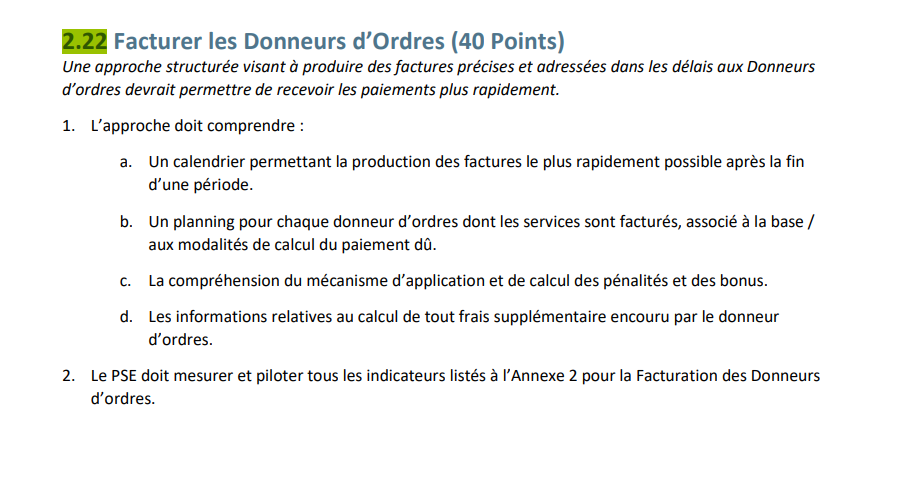 2.22 Facturer les Donneurs d’Ordres (40 Points)
Une approche structurée visant à produire des factures précises et adressées dans les délais aux Donneurs
d’ordres devrait permettre de recevoir les paiements plus rapidement.
1. L’approche doit comprendre :
a. Un calendrier permettant la production des factures le plus rapidement possible après la fin
d’une période.
b. Un planning pour chaque donneur d’ordres dont les services sont facturés, associé à la base /
aux modalités de calcul du paiement dû.
c. La compréhension du mécanisme d’application et de calcul des pénalités et des bonus.
d. Les informations relatives au calcul de tout frais supplémentaire encouru par le donneur
d’ordres.
2. Le PSE doit mesurer et piloter tous les indicateurs listés à l’Annexe 2 pour la Facturation des Donneurs
d’ordres.